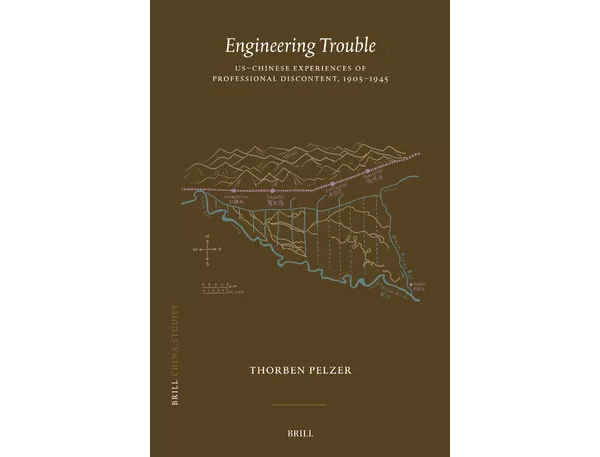 Engineering Trouble
US–CHINESE EXPERIENCES OF
PROFESSIONAL DISCONTENT, 1905–1945
N
W
E
S
THORBEN PELZER
BRILL CHINA STUDIES
BRILL